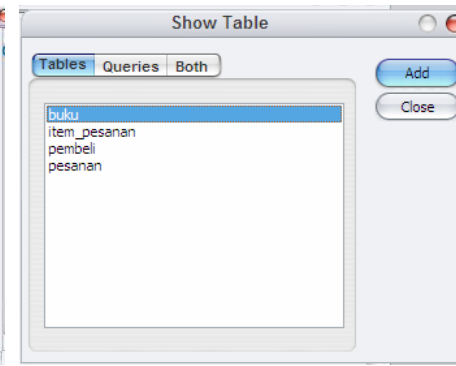 Show Table
Tables Queries Both
Add
Close
buku
item_pesanan
pembeli
pesanan